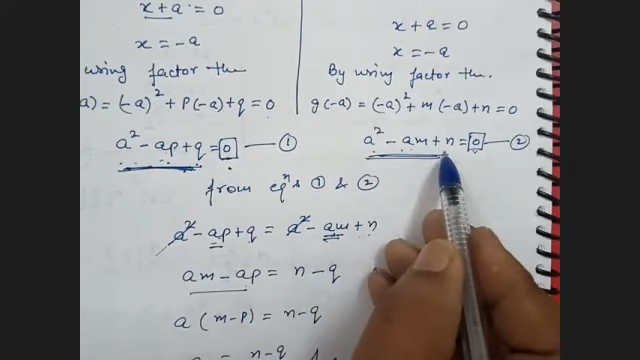 x + a = 0
x = -a
using factor the
a) = (-a)² + P(-a) + q = 0
a² - ap + q = 0 — ①
x + a = 0
x = -a
By using factor the.
g(-a) = (-a)² + m(-a) + n = 0
a² - am + n = 0 — ②
from eqⁿs ① & ②
a² - ap + q = a² - am + n
am - ap = n - q
a (m - P) = n - q
n - q